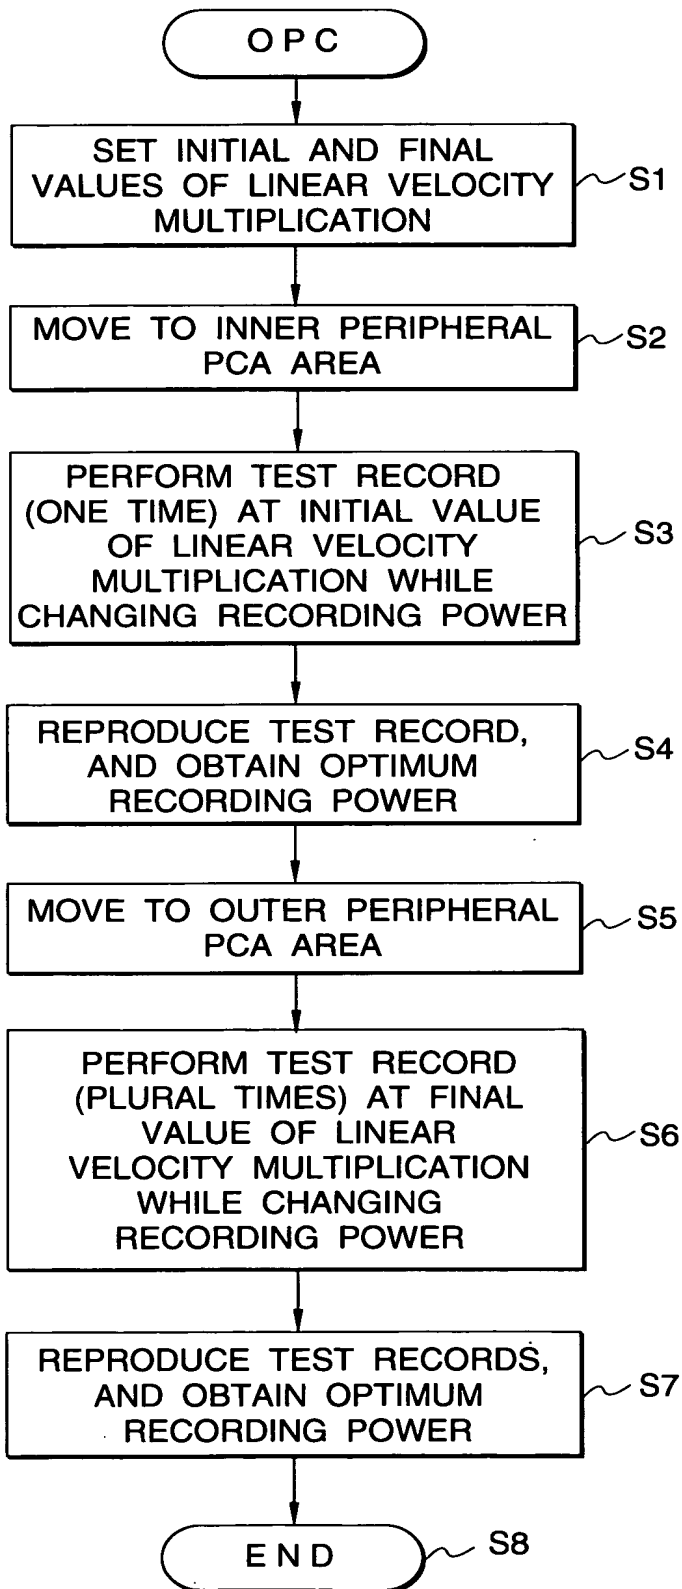 OPC
SET INITIAL AND FINAL
VALUES OF LINEAR VELOCITY
MULTIPLICATION
S1
MOVE TO INNER PERIPHERAL
PCA AREA
S2
PERFORM TEST RECORD
(ONE TIME) AT INITIAL VALUE
OF LINEAR VELOCITY
MULTIPLICATION WHILE
CHANGING RECORDING POWER
S3
REPRODUCE TEST RECORD,
AND OBTAIN OPTIMUM
RECORDING POWER
S4
MOVE TO OUTER PERIPHERAL
PCA AREA
S5
PERFORM TEST RECORD
(PLURAL TIMES) AT FINAL
VALUE OF LINEAR
VELOCITY MULTIPLICATION
WHILE CHANGING
RECORDING POWER
S6
REPRODUCE TEST RECORDS,
AND OBTAIN OPTIMUM
RECORDING POWER
S7
END
S8